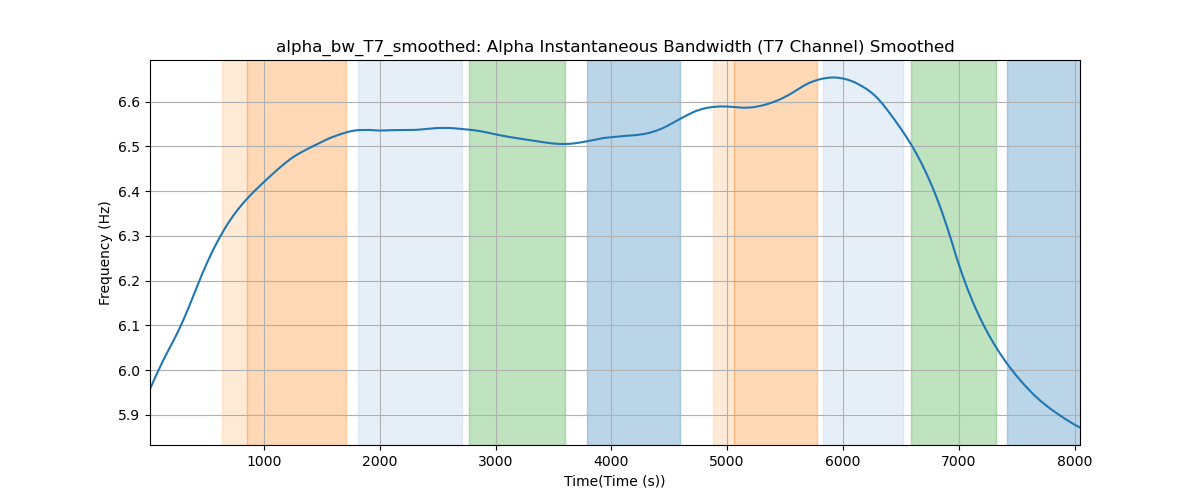 alpha_bw_T7_smoothed: Alpha Instantaneous Bandwidth (T7 Channel) Smoothed
Frequency (Hz)
6.6
6.5
6.4
6.3
6.2
6.1
6.0
5.9
1000 2000 3000 4000 5000 6000 7000 8000
Time(Time (s))